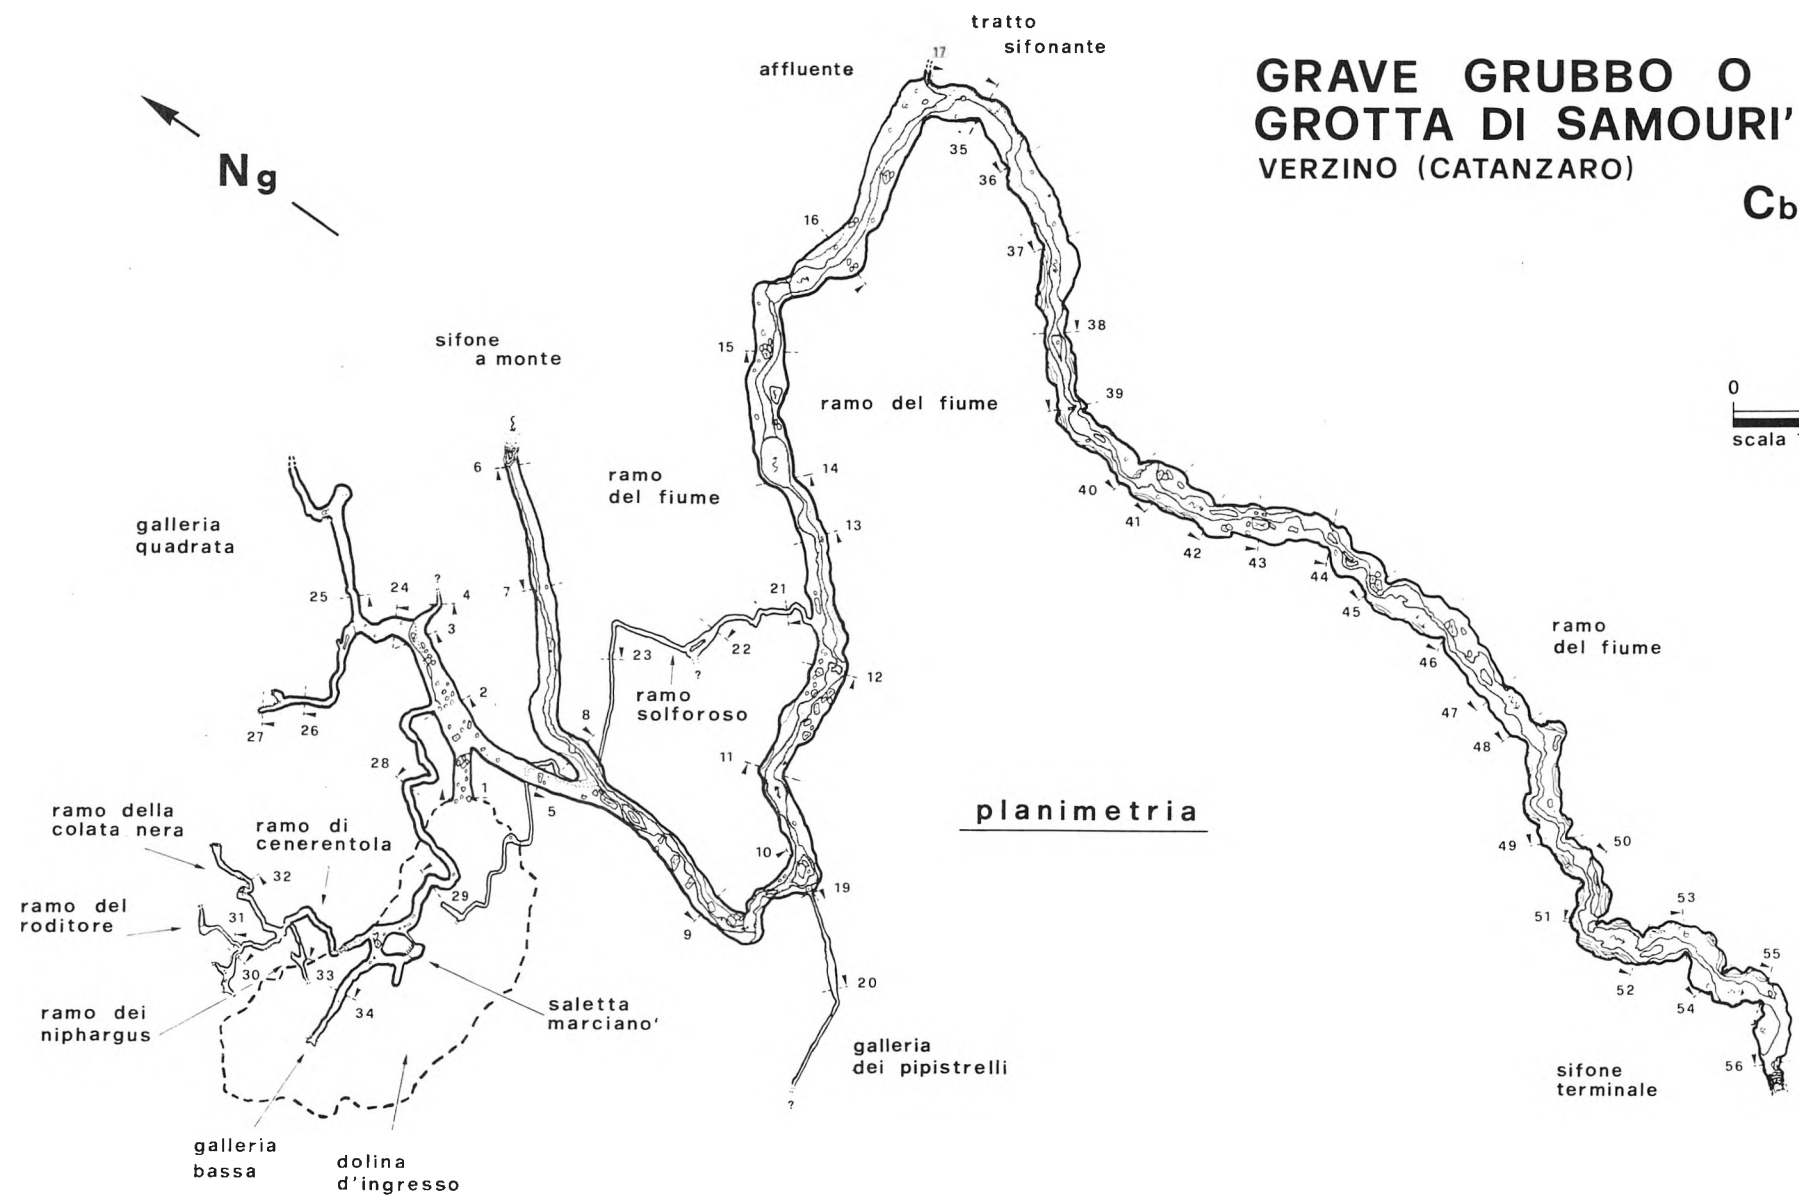 GRAVE GRUBBO O
GROTTA DI SAMOURI'
VERZINO (CATANZARO)
Cb
0
scala
Ng
tratto
sifonante
affluente
17
35
36
16
37
38
15
39
sifone
a monte
ramo del fiume
6
14
ramo
del fiume
40
41
13
42
43
galleria
quadrata
44
25
24
?
4
7
21
45
3
23
22
46
ramo
del fiume
?
12
2
ramo
solforoso
27
26
8
47
48
28
11
1
5
planimetria
ramo della
colata nera
ramo di
cenerentola
10
49
50
32
29
19
ramo del
roditore
31
9
51
53
30
33
20
52
55
54
34
ramo dei
niphargus
saletta
marciano'
galleria
dei pipistrelli
56
sifone
terminale
?
galleria
bassa
dolina
d'ingresso